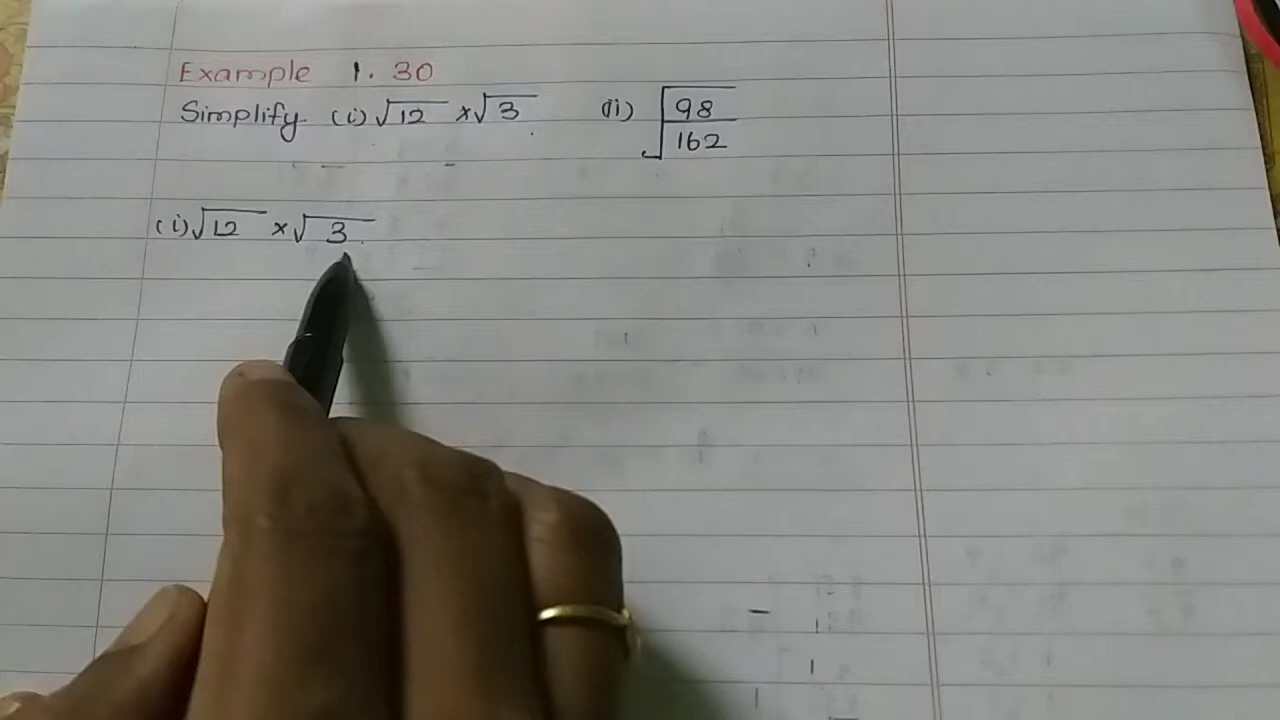 Example 1.30
Simplify (i) √12 × √3 (ii) √98/162
(i) √12 × √3